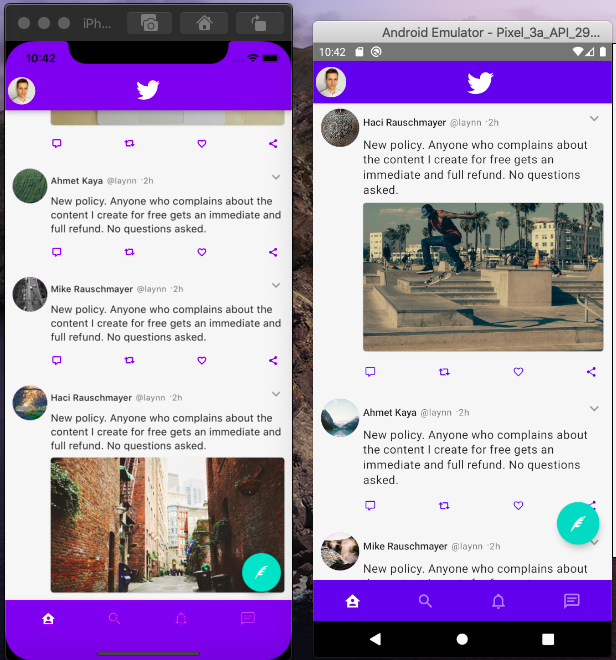 iPh...
10:42
Ahmet Kaya @laynn ·2h
New policy. Anyone who complains about the
content I create for free gets an immediate and
full refund. No questions asked.
Mike Rauschmayer @laynn ·2h
New policy. Anyone who complains about the
content I create for free gets an immediate and
full refund. No questions asked.
Haci Rauschmayer @laynn ·2h
New policy. Anyone who complains about the
content I create for free gets an immediate and
full refund. No questions asked.
Android Emulator - Pixel_3a_API_29...
10:42
Haci Rauschmayer @laynn ·2h
New policy. Anyone who complains about
the content I create for free gets an
immediate and full refund. No questions
asked.
Ahmet Kaya @laynn ·2h
New policy. Anyone who complains about
the content I create for free gets an
immediate and full refund. No questions
asked.
Mike Rauschmayer @laynn ·2h
New policy. Anyone who complains about